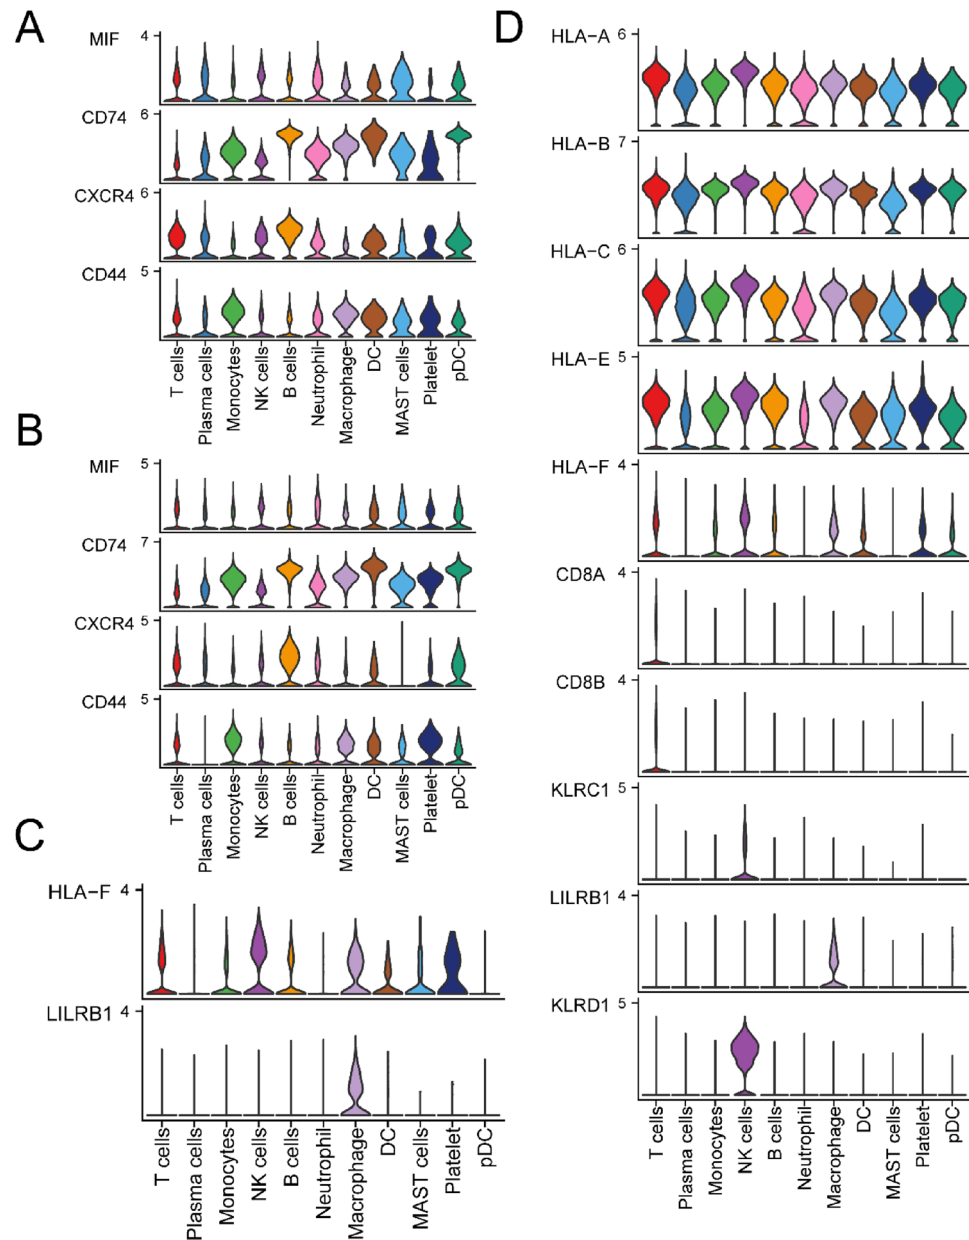 A
MIF 4
CD74 6
CXCR4 6
CD44 5
T cells
Plasma cells
Monocytes
NK cells
B cells
Neutrophil
Macrophage
DC
MAST cells
Platelet
pDC
B
MIF 5
CD74 7
CXCR4 5
CD44 5
T cells
Plasma cells
Monocytes
NK cells
B cells
Neutrophil
Macrophage
DC
MAST cells
Platelet
pDC
C
HLA−F 4
LILRB1 4
T cells
Plasma cells
Monocytes
NK cells
B cells
Neutrophil
Macrophage
DC
MAST cells
Platelet
pDC
D
HLA−A 6
HLA−B 7
HLA−C 6
HLA−E 5
HLA−F 4
CD8A 4
CD8B 4
KLRC1 5
LILRB1 4
KLRD1 5
T cells
Plasma cells
Monocytes
NK cells
B cells
Neutrophil
Macrophage
DC
MAST cells
Platelet
pDC